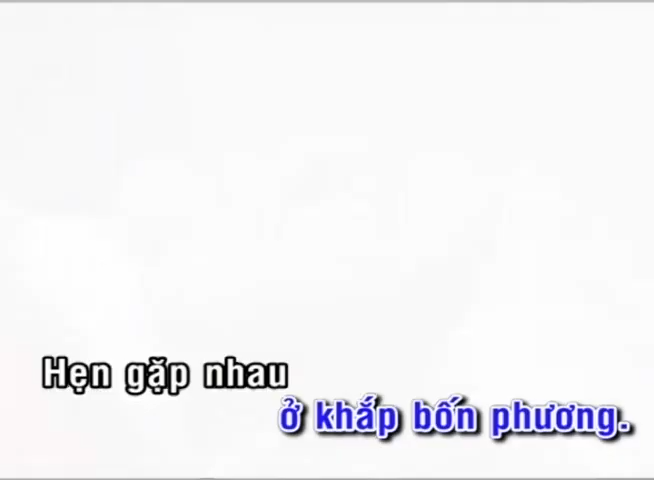 Hẹn gặp nhau
ở khắp bốn phương.